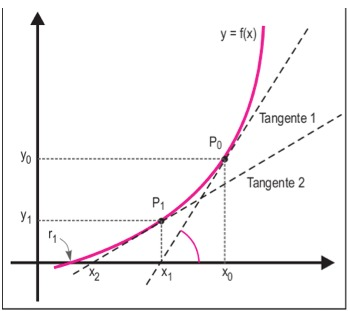 y = f(x)
Tangente 1
P₀
y₀
Tangente 2
P₁
y₁
r₁
x₂
x₁
x₀